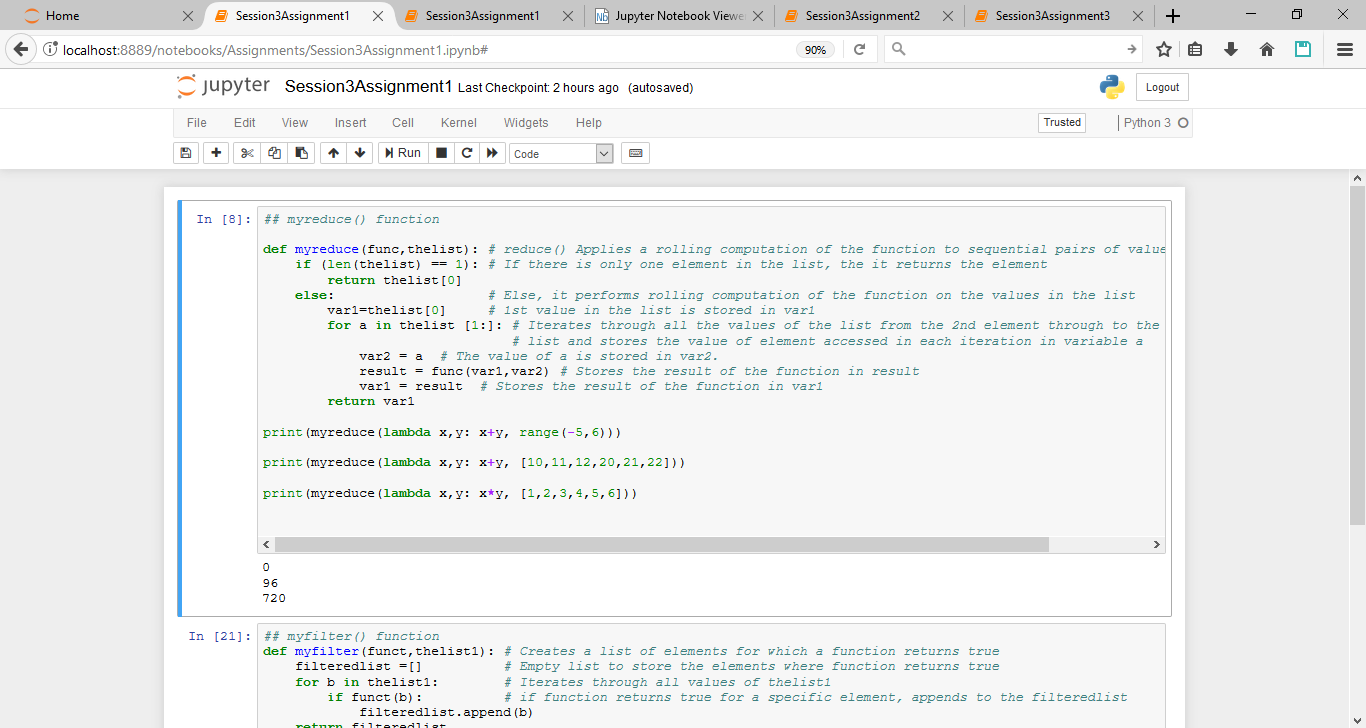 Home
Session3Assignment1
Session3Assignment1
Jupyter Notebook Viewe
Session3Assignment2
Session3Assignment3
localhost:8889/notebooks/Assignments/Session3Assignment1.ipynb#
90%
jupyter Session3Assignment1 Last Checkpoint: 2 hours ago (autosaved)
Logout
File Edit View Insert Cell Kernel Widgets Help
Trusted
Python 3
Run
Code
In [8]:
## myreduce() function
def myreduce(func,thelist): # reduce() Applies a rolling computation of the function to sequential pairs of value
if (len(thelist) == 1): # If there is only one element in the list, the it returns the element
return thelist[0]
else: # Else, it performs rolling computation of the function on the values in the list
var1=thelist[0] # 1st value in the list is stored in var1
for a in thelist [1:]: # Iterates through all the values of the list from the 2nd element through to the
# list and stores the value of element accessed in each iteration in variable a
var2 = a # The value of a is stored in var2.
result = func(var1,var2) # Stores the result of the function in result
var1 = result # Stores the result of the function in var1
return var1
print(myreduce(lambda x,y: x+y, range(-5,6)))
print(myreduce(lambda x,y: x+y, [10,11,12,20,21,22]))
print(myreduce(lambda x,y: x*y, [1,2,3,4,5,6]))
0
96
720
In [21]:
## myfilter() function
def myfilter(funct,thelist1): # Creates a list of elements for which a function returns true
filteredlist =[] # Empty list to store the elements where function returns true
for b in thelist1: # Iterates through all values of thelist1
if funct(b): # if function returns true for a specific element, appends to the filteredlist
filteredlist.append(b)
return filteredlist